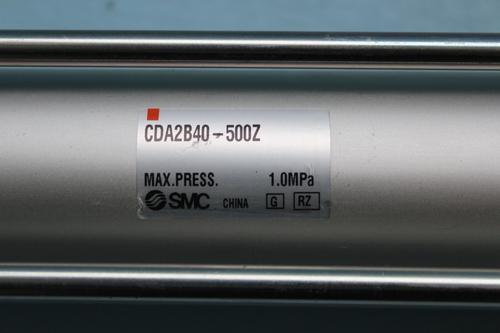 CDA2B40-500Z
MAX.PRESS. 1.0MPa
SMC CHINA G RZ